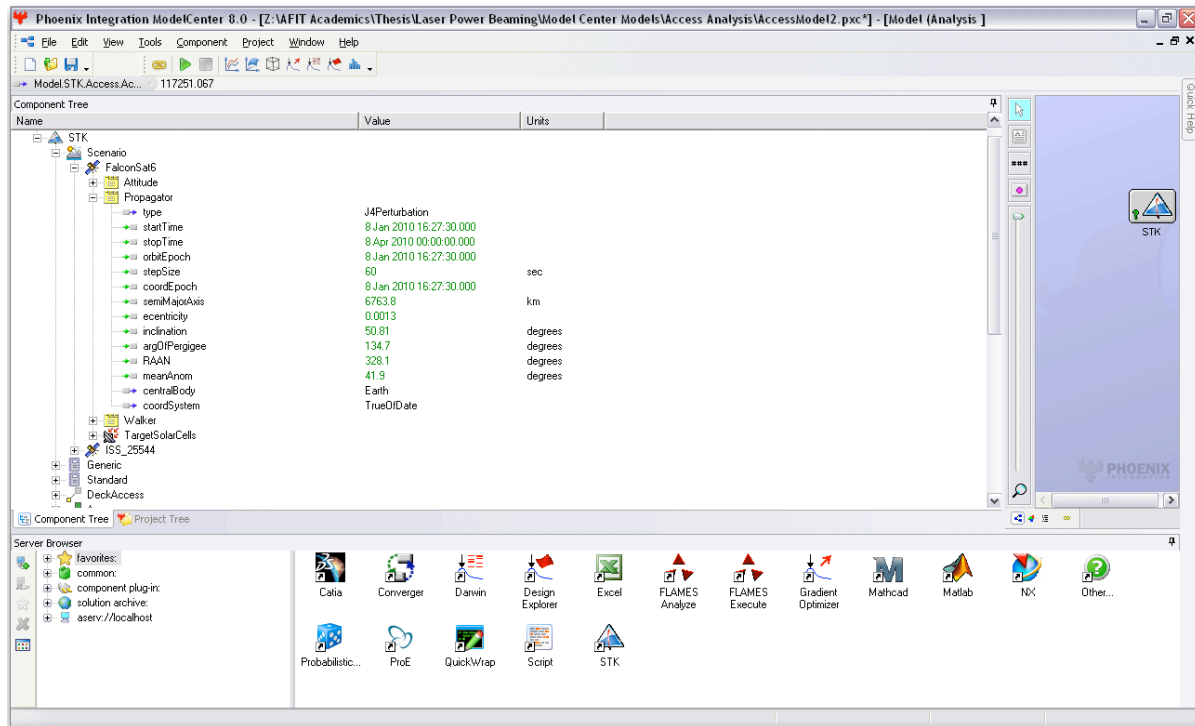 Phoenix Integration ModelCenter 8.0 - [Z:\AFIT Academics\Thesis\Laser Power Beaming\Model Center Models\Access Analysis\AccessModel2.pxc*] - [Model (Analysis ]
File Edit View Tools Component Project Window Help
Model.STK.Access.Ac... 117251.067
Quick Help
Component Tree
Name Value Units
STK
Scenario
FalconSat6
Attitude
Propagator
type J4Perturbation
startTime 8 Jan 2010 16:27:30.000
stopTime 8 Apr 2010 00:00:00.000
orbitEpoch 8 Jan 2010 16:27:30.000
stepSize 60 sec
coordEpoch 8 Jan 2010 16:27:30.000
semiMajorAxis 6763.8 km
ecentricity 0.0013
inclination 50.81 degrees
argOfPergigee 134.7 degrees
RAAN 328.1 degrees
meanAnom 41.9 degrees
centralBody Earth
coordSystem TrueOfDate
Walker
TargetSolarCells
ISS_25544
Generic
Standard
DeckAccess
STK
PHOENIX
INTEGRATION
Component Tree Project Tree
Server Browser
favorites:
common:
component plug-in:
solution archive:
aserv://localhost
Catia Converger Darwin Design Explorer Excel FLAMES Analyze FLAMES Execute Gradient Optimizer Mathcad Matlab NX Other...
Probabilistic... ProE QuickWrap Script STK